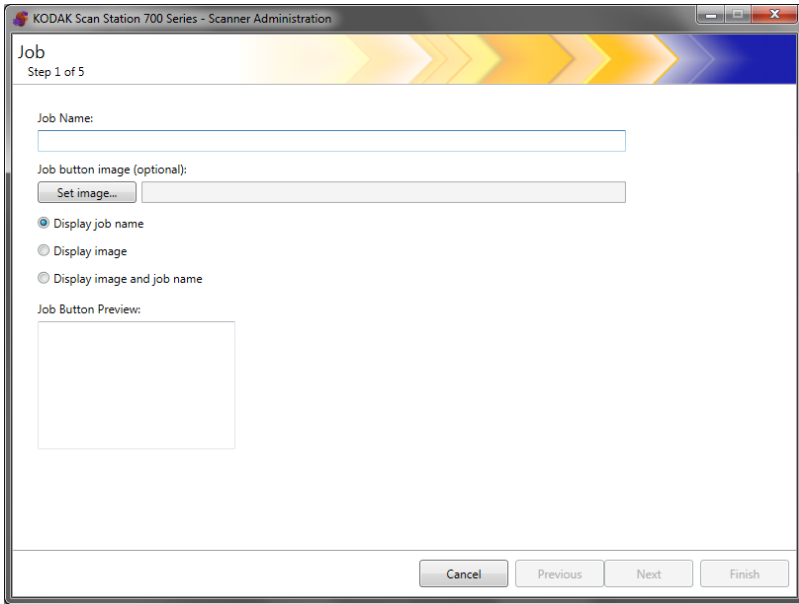 KODAK Scan Station 700 Series - Scanner Administration
Job
Step 1 of 5
Job Name:
Job button image (optional):
Set image...
Display job name
Display image
Display image and job name
Job Button Preview:
Cancel Previous Next Finish